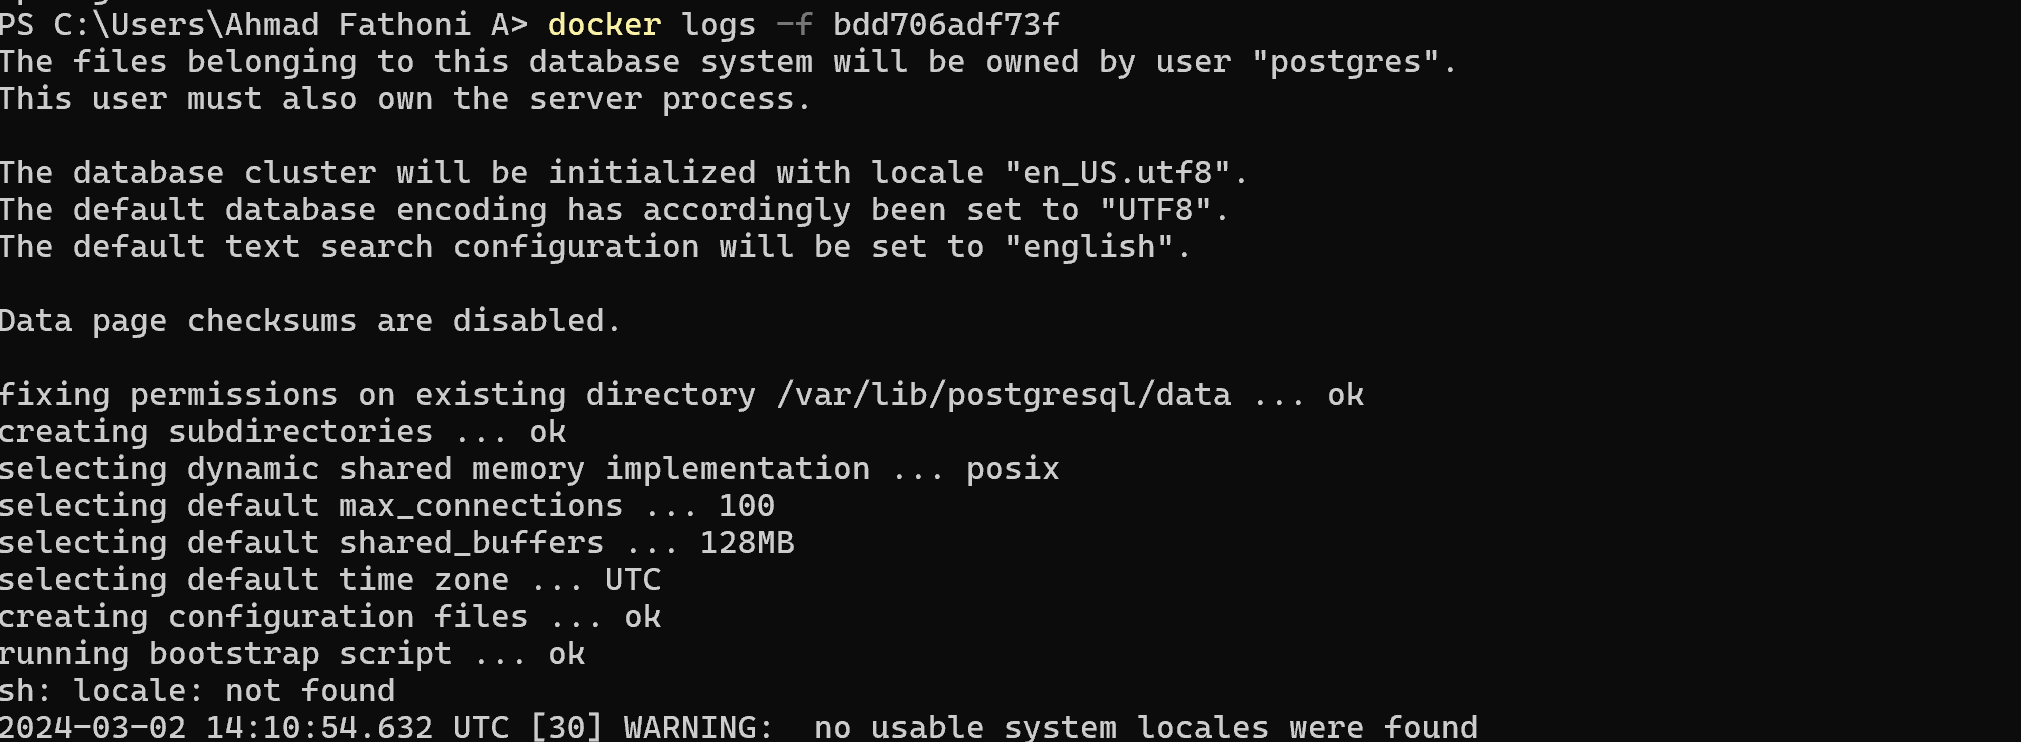 PS C:\Users\Ahmad Fathoni A> docker logs -f bdd706adf73f
The files belonging to this database system will be owned by user "postgres".
This user must also own the server process.
The database cluster will be initialized with locale "en_US.utf8".
The default database encoding has accordingly been set to "UTF8".
The default text search configuration will be set to "english".
Data page checksums are disabled.
fixing permissions on existing directory /var/lib/postgresql/data ... ok
creating subdirectories ... ok
selecting dynamic shared memory implementation ... posix
selecting default max_connections ... 100
selecting default shared_buffers ... 128MB
selecting default time zone ... UTC
creating configuration files ... ok
running bootstrap script ... ok
sh: locale: not found
2024-03-02 14:10:54.632 UTC [30] WARNING:  no usable system locales were found